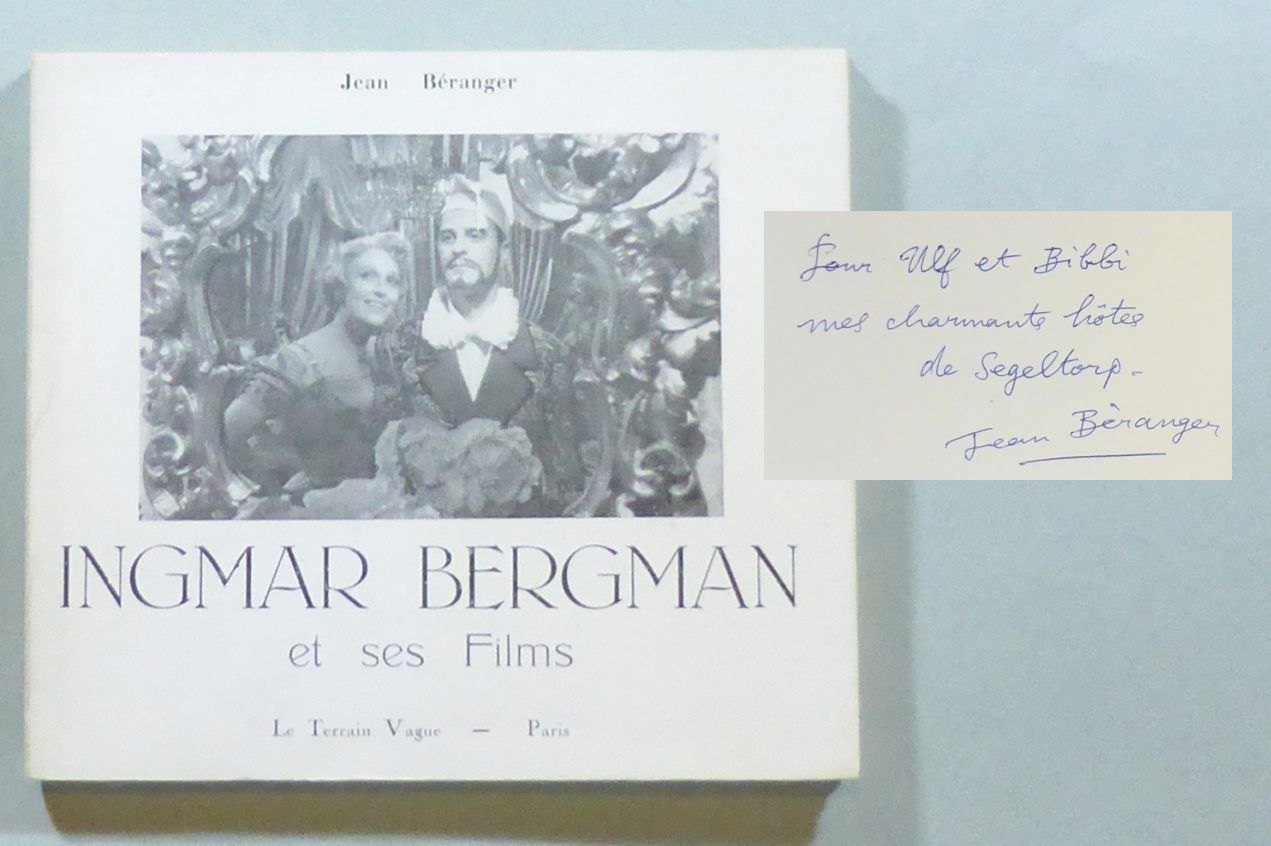 Jean Béranger
INGMAR BERGMAN
et ses Films
Le Terrain Vague — Paris
Pour Ulf et Bibbi
mes charmants hôtes
de Segeltorp.
Jean Béranger